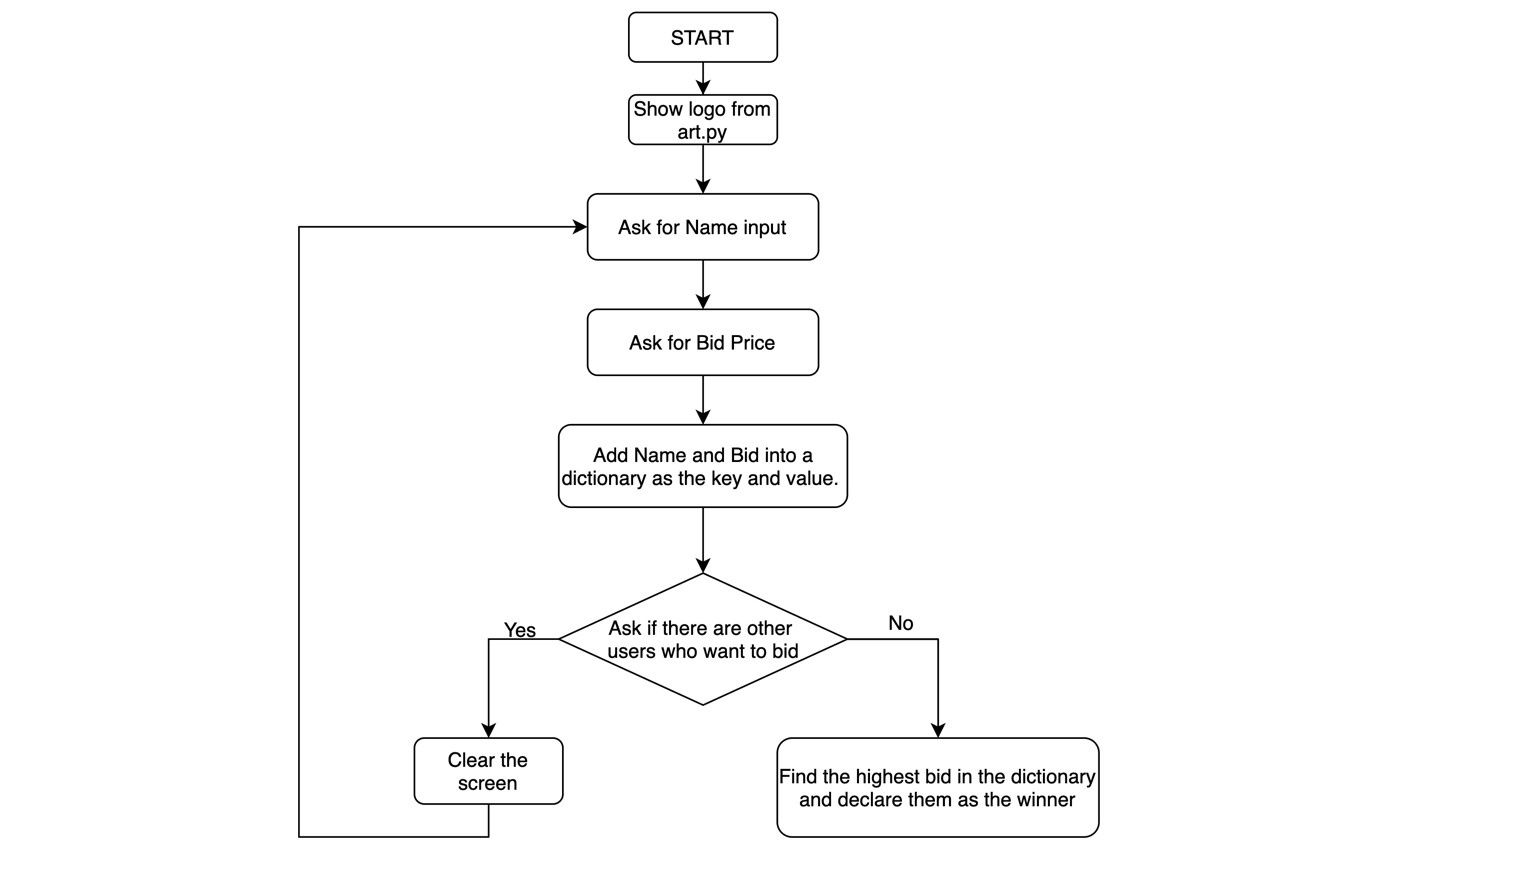 START
Show logo from
art.py
Ask for Name input
Ask for Bid Price
Add Name and Bid into a
dictionary as the key and value.
Ask if there are other
users who want to bid
Yes
No
Clear the
screen
Find the highest bid in the dictionary
and declare them as the winner